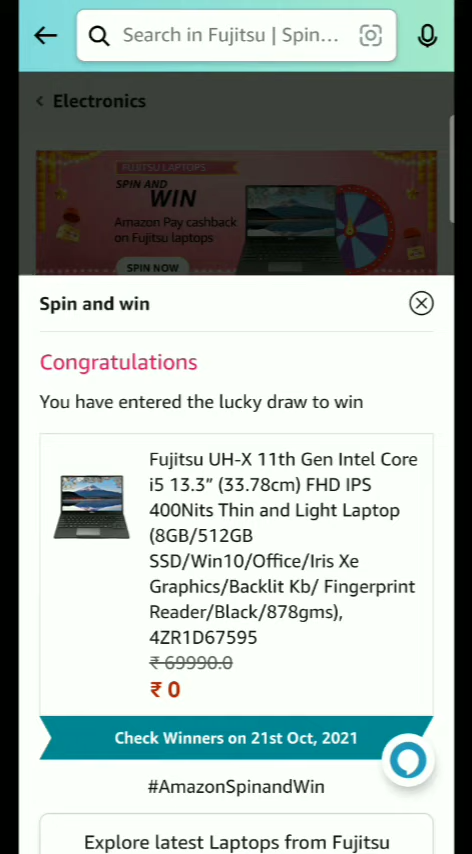 Search in Fujitsu | Spin...
Electronics
FUJITSU LAPTOPS
SPIN AND
WIN
Amazon Pay cashback
on Fujitsu laptops
SPIN NOW
Spin and win
Congratulations
You have entered the lucky draw to win
Fujitsu UH-X 11th Gen Intel Core
i5 13.3” (33.78cm) FHD IPS
400Nits Thin and Light Laptop
(8GB/512GB
SSD/Win10/Office/Iris Xe
Graphics/Backlit Kb/ Fingerprint
Reader/Black/878gms),
4ZR1D67595
₹ 69990.0
₹ 0
Check Winners on 21st Oct, 2021
#AmazonSpinandWin
Explore latest Laptops from Fujitsu